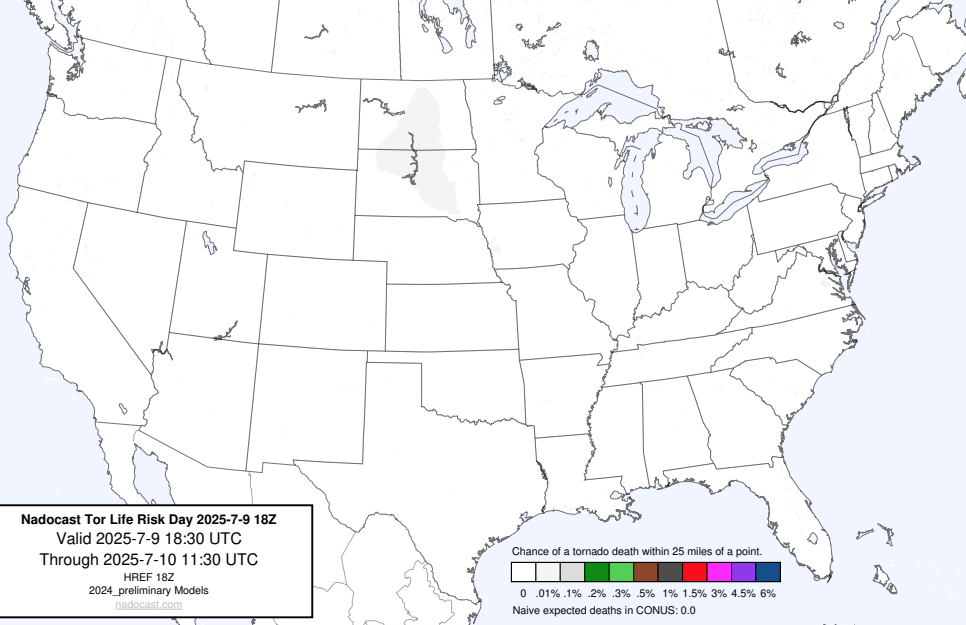 Nadocast Tor Life Risk Day 2025-7-9 18Z
Valid 2025-7-9 18:30 UTC
Through 2025-7-10 11:30 UTC
HREF 18Z
2024_preliminary Models
nadocast.com
Chance of a tornado death within 25 miles of a point.
0 .01% .1% .2% .3% .5% 1% 1.5% 3% 4.5% 6%
Naive expected deaths in CONUS: 0.0